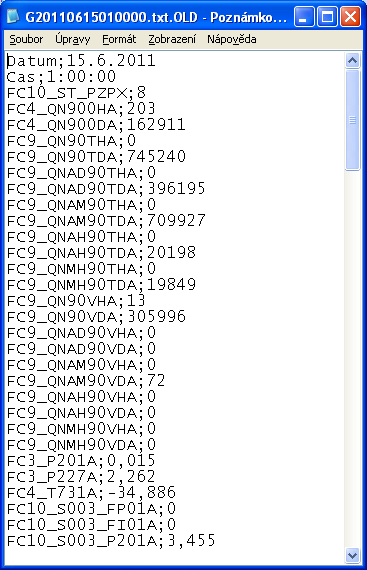 G20110615010000.txt.OLD - Poznámko...
Soubor Úpravy Formát Zobrazení Nápověda
Datum;15.6.2011
Cas;1:00:00
FC10_ST_PZPX;8
FC4_QN900HA;203
FC4_QN900DA;162911
FC9_QN90THA;0
FC9_QN90TDA;745240
FC9_QNAD90THA;0
FC9_QNAD90TDA;396195
FC9_QNAM90THA;0
FC9_QNAM90TDA;709927
FC9_QNAH90THA;0
FC9_QNAH90TDA;20198
FC9_QNMH90THA;0
FC9_QNMH90TDA;19849
FC9_QN90VHA;13
FC9_QN90VDA;305996
FC9_QNAD90VHA;0
FC9_QNAD90VDA;0
FC9_QNAM90VHA;0
FC9_QNAM90VDA;72
FC9_QNAH90VHA;0
FC9_QNAH90VDA;0
FC9_QNMH90VHA;0
FC9_QNMH90VDA;0
FC3_P201A;0,015
FC3_P227A;2,262
FC4_T731A;-34,886
FC10_S003_FP01A;0
FC10_S003_FI01A;0
FC10_S003_P201A;3,455